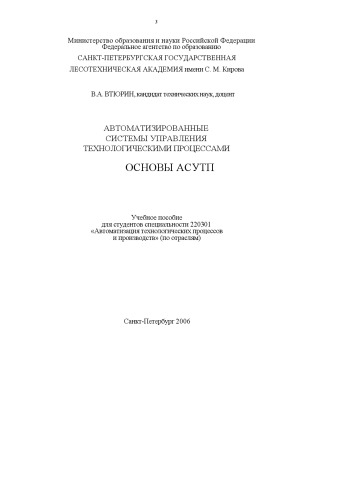 3
Министерство образования и науки Российской Федерации
Федеральное агентство по образованию
САНКТ-ПЕТЕРБУРГСКАЯ ГОСУДАРСТВЕННАЯ
ЛЕСОТЕХНИЧЕСКАЯ АКАДЕМИЯ имени С. М. Кирова
В.А. ВТЮРИН, кандидат технических наук, доцент
АВТОМАТИЗИРОВАННЫЕ
СИСТЕМЫ УПРАВЛЕНИЯ
ТЕХНОЛОГИЧЕСКИМИ ПРОЦЕССАМИ
ОСНОВЫ АСУТП
Учебное пособие
для студентов специальности 220301
«Автоматизация технологических процессов
и производств» (по отраслям)
Санкт-Петербург 2006